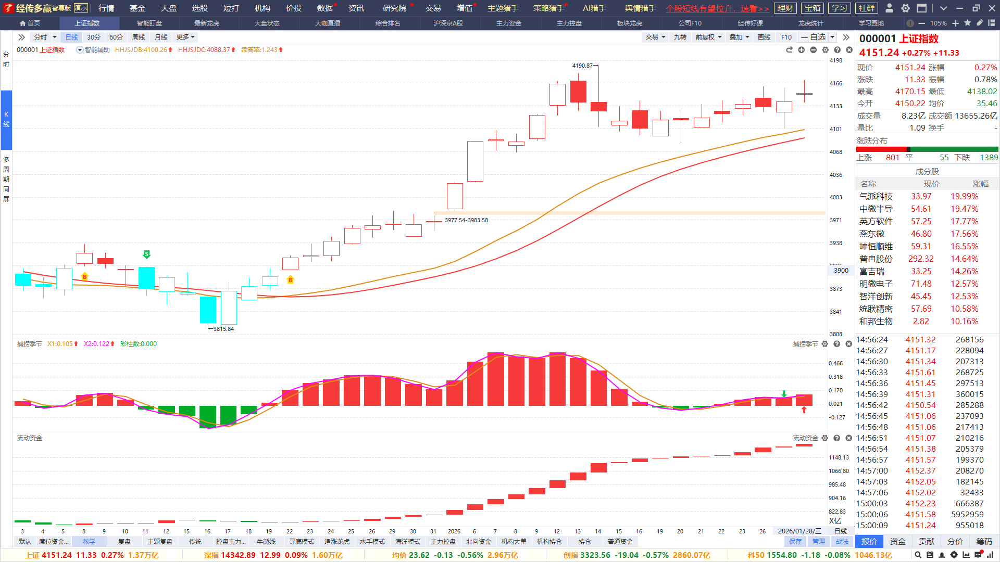 经传多赢 智尊版 演示 行情 基金 大盘 选股 短打 机构 价投 数据 资讯 研究院 交易 增值 主题猎手 策略猎手 AI猎手 舆情猎手 个股短线有望拉升，速看>> 理财 宝箱 学习 社群
首页 上证指数 智能盯盘 最新龙虎 大盘状态 大咖直播 综合排名 沪深京A股 主力资金 主力控盘 板块龙虎 公司F10 经传好课 龙虎统计 学习园地 105%
分时 日线 30分 60分 周线 月线 更多 交易 九转 前复权 叠加 画线 F10 一自选
000001 上证指数 智能辅助 HHJSJDB:4100.26 HHJSJDC:4088.37 乖离率:1.243
分时
K线
多周期同屏
4198
4190.87
4166
4133
4101
4068
4036
4003
3977.54-3983.58
3971
3938
S
B
B
3900
3873
3841
3815.84
3808
捕捞季节 X1:0.105 X2:0.122 彩柱数:0.000 捕捞季节
0.466
0.318
0.170
0.021
-0.127
流动资金 流动资金
1148.13
1066.80
985.48
904.16
822.83
X亿
3 4 5 8 9 10 11 12 15 16 17 18 19 22 23 24 25 26 29 30 31 2026 6 7 8 9 12 13 14 15 16 19 20 21 22 23 26 2026/01/28/三 日线
默认 席位资金... 教学 复盘 主题复盘 传统 控盘主力... 牛能线 寻底模式 追涨龙虎 水手模式 海洋模式 主力控盘 北向资金 机构大单 机构持仓 持仓 普通资金 保存 管理 战法
000001 上证指数
4151.24 +0.27% +11.33
现价 4151.24 涨幅 0.27%
涨跌 11.33 振幅 0.78%
最高 4170.15 最低 4138.02
今开 4150.22 均价 35.46
成交量 8.23亿 成交额 13655.26亿
量比 1.09 换手 -
涨跌分布
上涨 801 平 55 下跌 1389
成分股
名称 现价 涨幅
气派科技 33.97 19.99%
中微半导 54.61 19.47%
英方软件 57.25 17.77%
燕东微 46.80 17.56%
坤恒顺维 59.31 16.55%
普冉股份 292.32 14.64%
富吉瑞 33.25 14.26%
明微电子 71.48 12.57%
智洋创新 45.45 12.53%
统联精密 57.69 10.58%
和邦生物 2.82 10.16%
14:56:24 4151.32 268156
14:56:27 4151.17 228094
14:56:30 4151.34 207313
14:56:33 4151.61 268725
14:56:36 4151.45 297513
14:56:39 4151.31 360015
14:56:42 4150.54 285288
14:56:45 4151.06 237093
14:56:48 4151.06 217413
14:56:51 4151.07 210216
14:56:54 4151.38 205379
14:56:57 4151.57 199370
14:57:00 4152.37 208270
14:57:03 4152.05 182145
14:57:06 4152.02 32433
15:00:03 4152.23 666387
15:00:06 4151.58 5952959
15:00:09 4151.24 955018
报价 资金 贡献 分价 筹码
上证 4151.24 11.33 0.27% 1.37万亿 深指 14342.89 12.99 0.09% 1.60万亿 均价 23.62 -0.13 -0.56% 2.96万亿 创指 3323.56 -19.04 -0.57% 2860.07亿 科50 1554.80 -1.18 -0.08% 1046.13亿